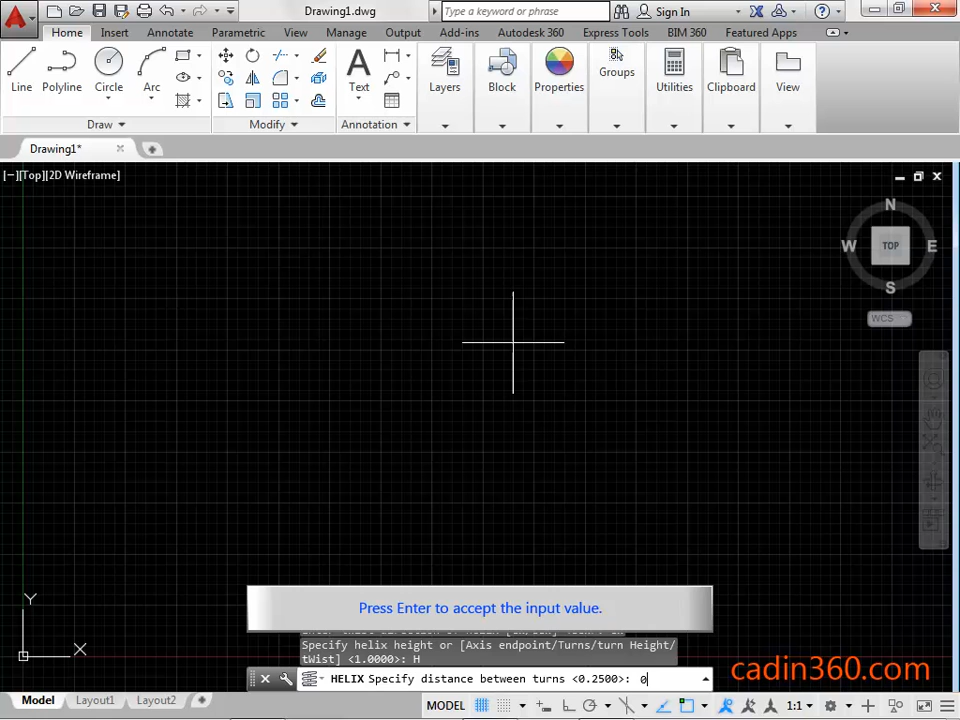 Drawing1.dwg
Type a keyword or phrase
Sign In
Home Insert Annotate Parametric View Manage Output Add-ins Autodesk 360 Express Tools BIM 360 Featured Apps
Line Polyline Circle Arc
Text
Layers Block Properties Groups Utilities Clipboard View
Draw Modify Annotation
Drawing1*
[−][Top][2D Wireframe]
N
W TOP E
S
WCS
Y
X
Press Enter to accept the input value.
Specify helix height or [Axis endpoint/Turns/turn Height/
tWist] <1.0000>: H
HELIX Specify distance between turns <0.2500>: 0
cadin360.com
Model Layout1 Layout2
MODEL 1:1